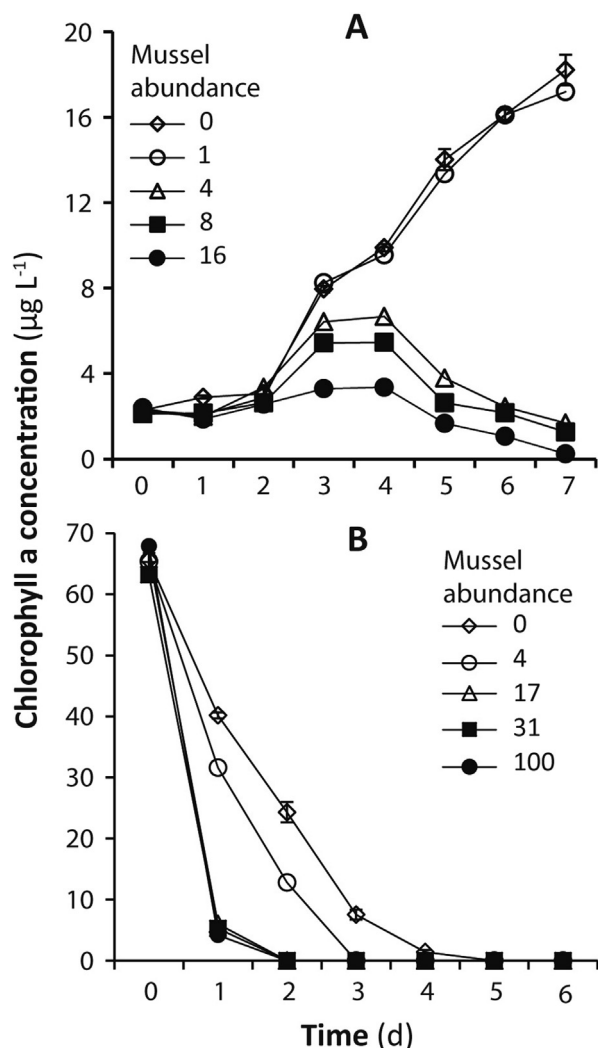 A
20
16
12
8
4
0
Mussel
abundance
0
1
4
8
16
0 1 2 3 4 5 6 7
Chlorophyll a concentration (µg L⁻¹)
B
70
60
50
40
30
20
10
0
Mussel
abundance
0
4
17
31
100
0 1 2 3 4 5 6
Time (d)